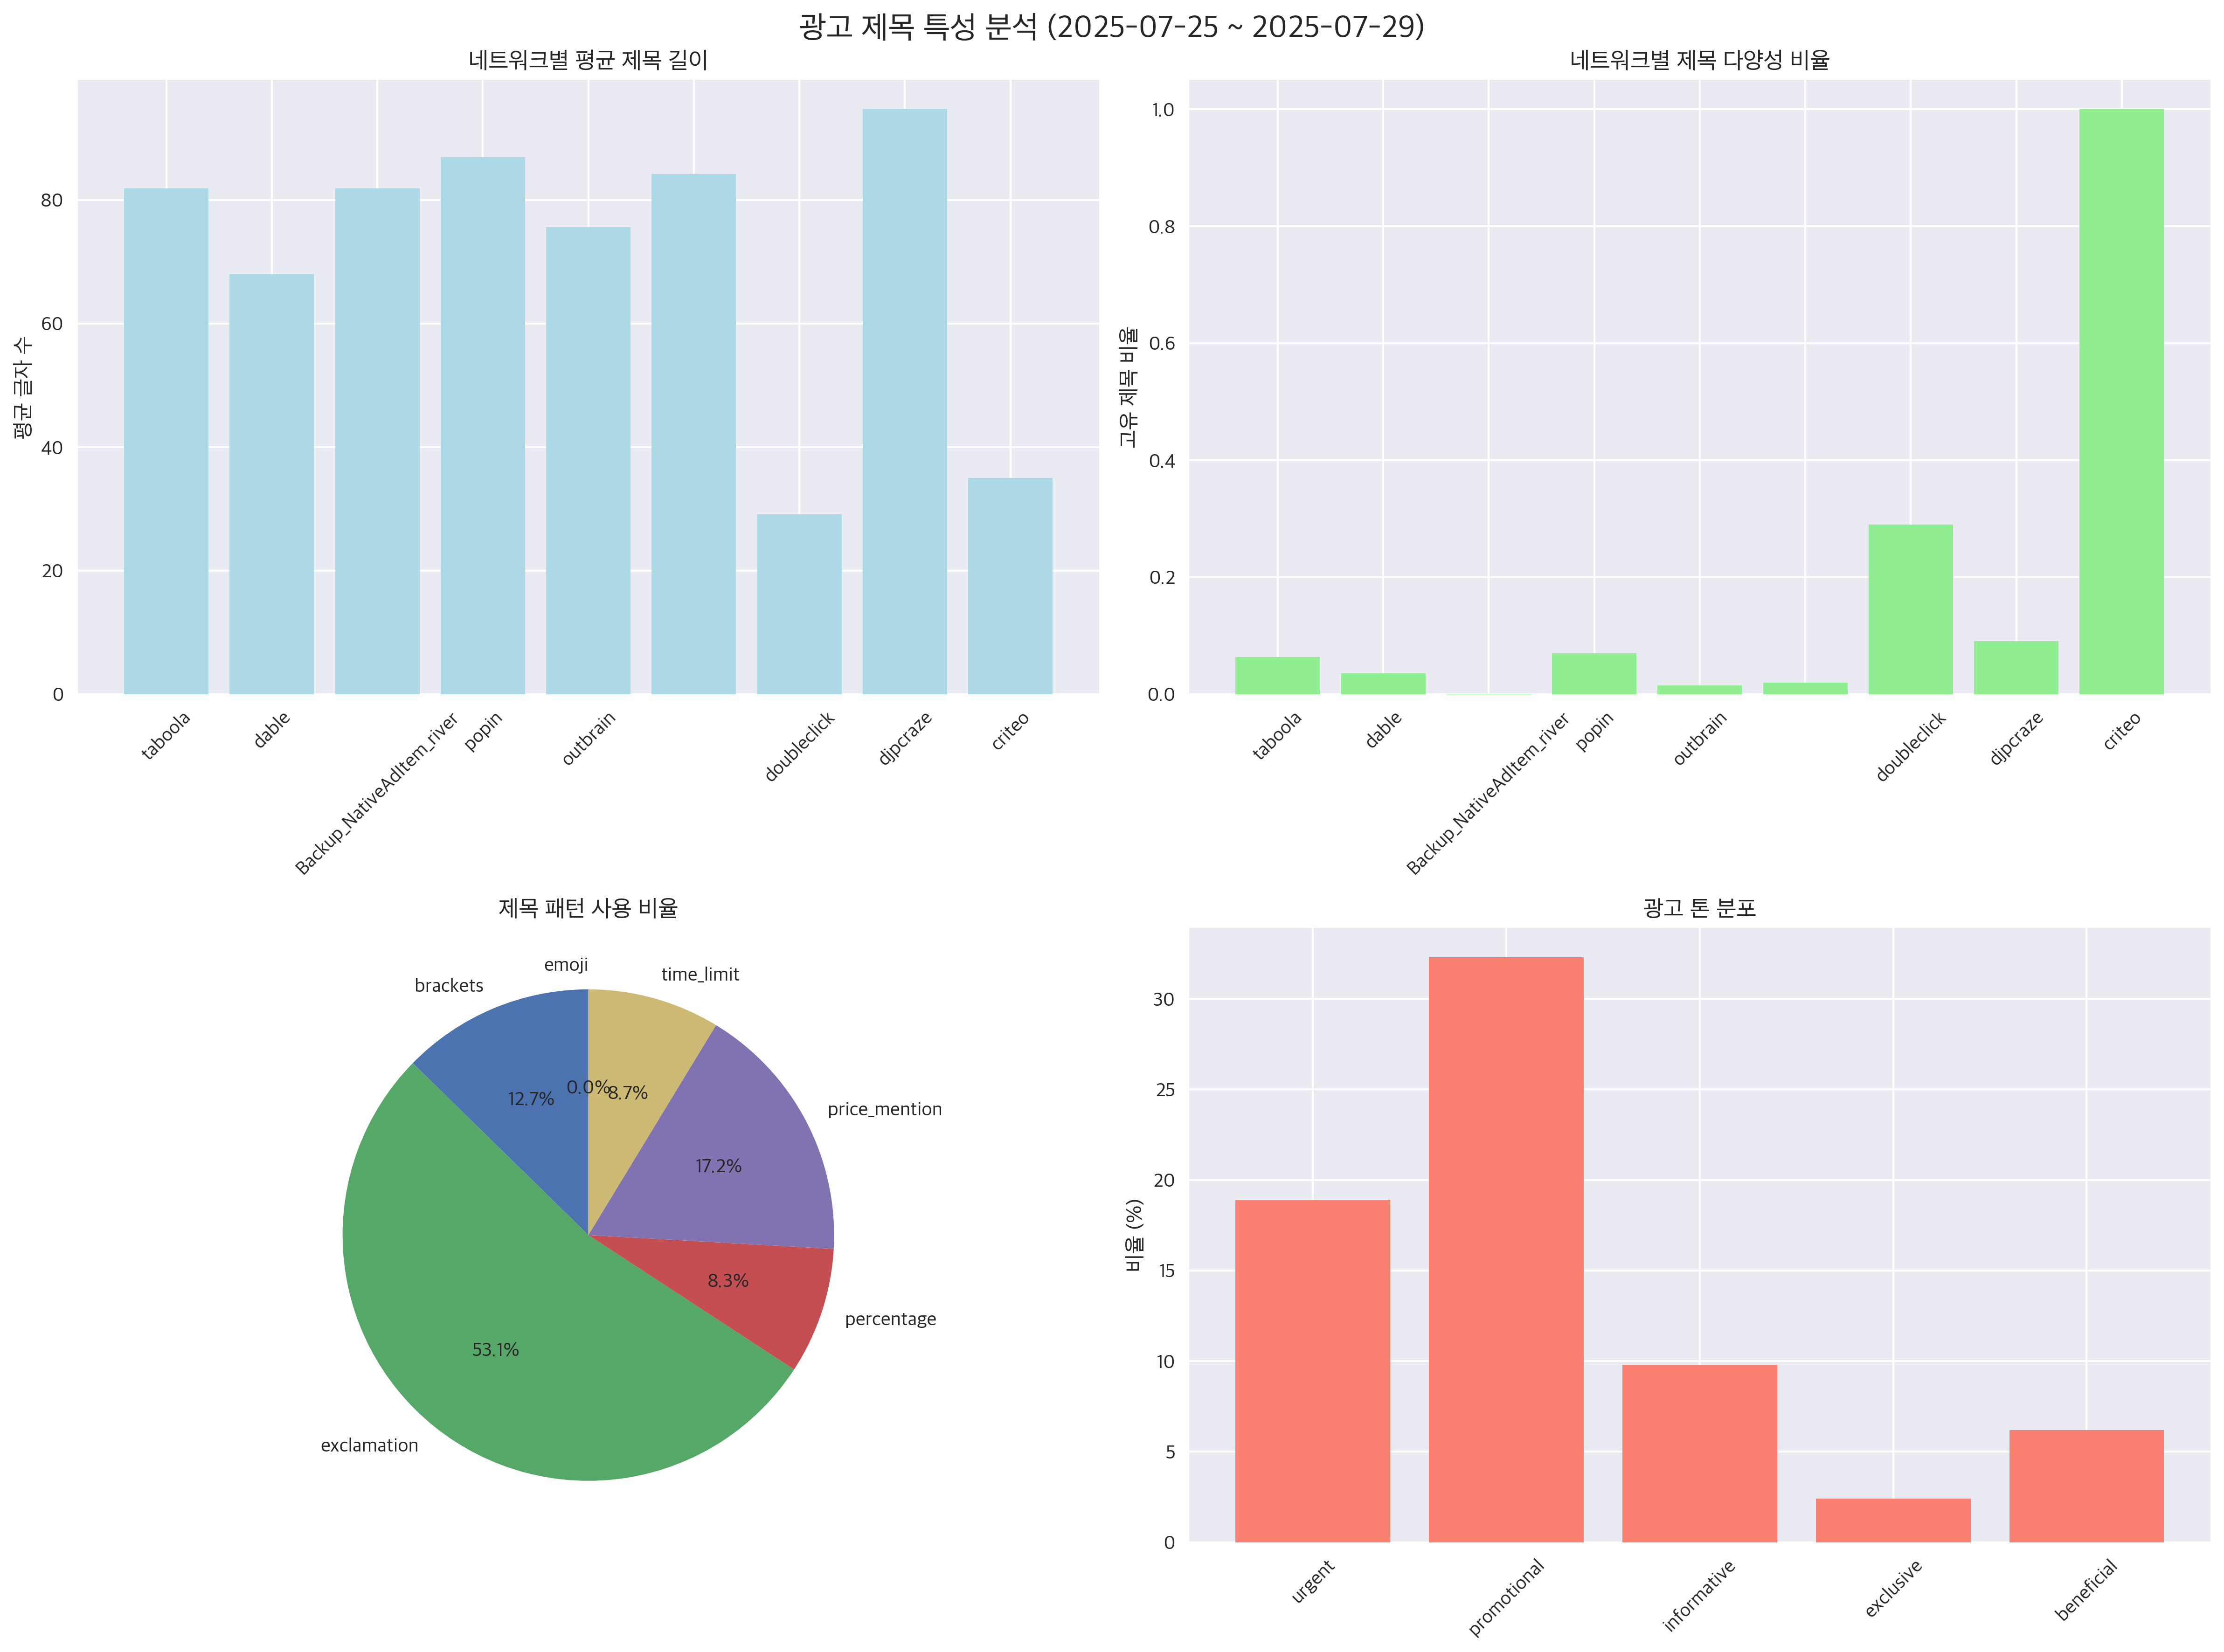 광고 제목 특성 분석 (2025-07-25 ~ 2025-07-29)
네트워크별 평균 제목 길이
평균 글자 수
80
60
40
20
0
taboola
dable
Backup_NativeAdItem_river
popin
outbrain
doubleclick
djpcraze
criteo
네트워크별 제목 다양성 비율
고유 제목 비율
1.0
0.8
0.6
0.4
0.2
0.0
taboola
dable
Backup_NativeAdItem_river
popin
outbrain
doubleclick
djpcraze
criteo
제목 패턴 사용 비율
emoji
time_limit
brackets
0.0%
8.7%
12.7%
price_mention
17.2%
8.3%
percentage
53.1%
exclamation
광고 톤 분포
비율 (%)
30
25
20
15
10
5
0
urgent
promotional
informative
exclusive
beneficial